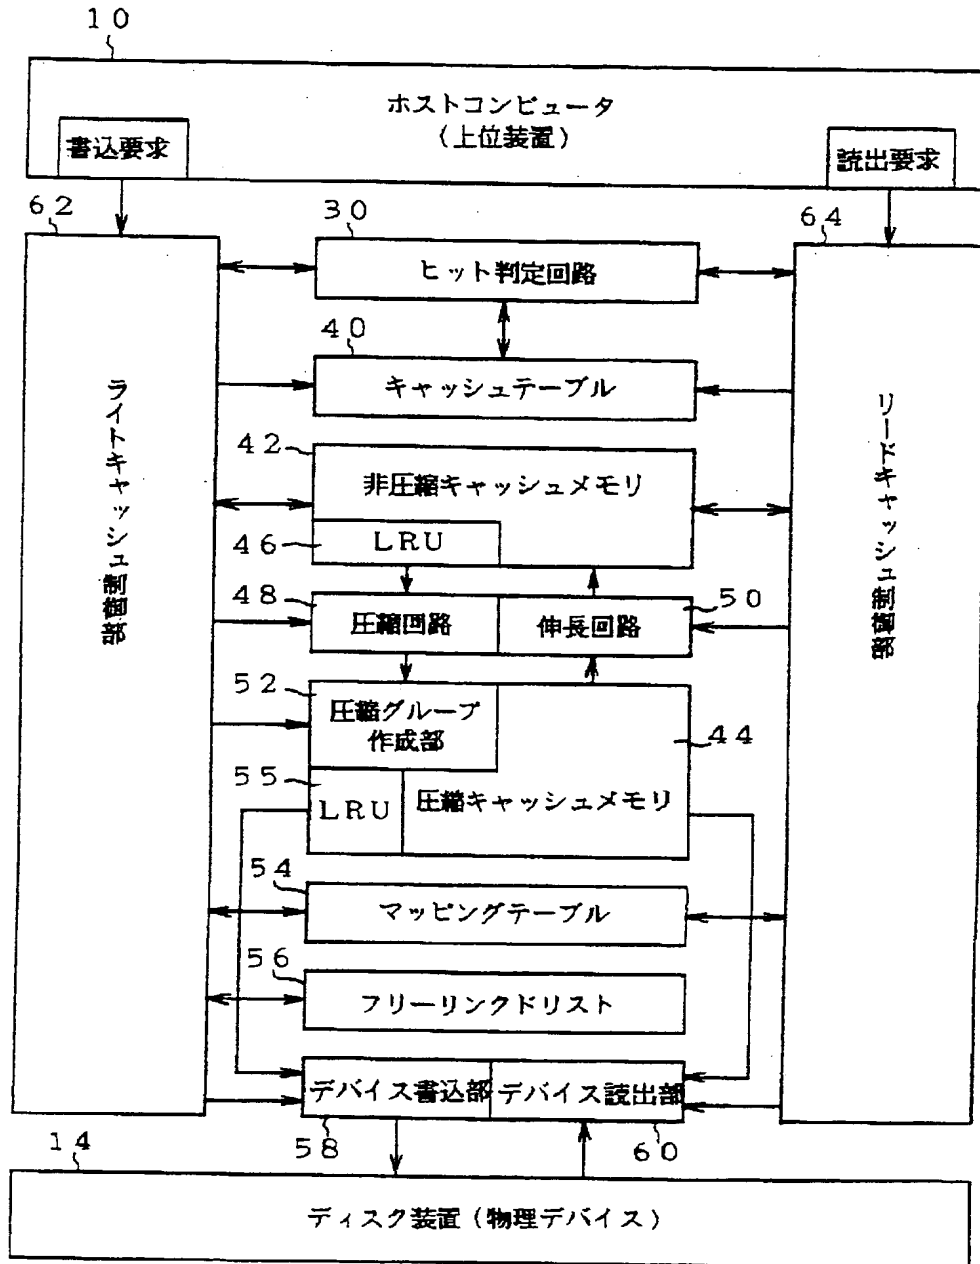 10
ホストコンピュータ
(上位装置)
書込要求
読出要求
62
30
64
ヒット判定回路
40
キャッシュテーブル
ライトキャッシュ制
御部
リードキャッシュ制
御部
42
非圧縮キャッシュメモリ
46
LRU
48
圧縮回路
伸長回路
50
52
圧縮グループ
作成部
44
55
LRU
圧縮キャッシュメモリ
54
マッピングテーブル
56
フリーリンクドリスト
デバイス書込部
デバイス読出部
58
60
14
ディスク装置(物理デバイス)